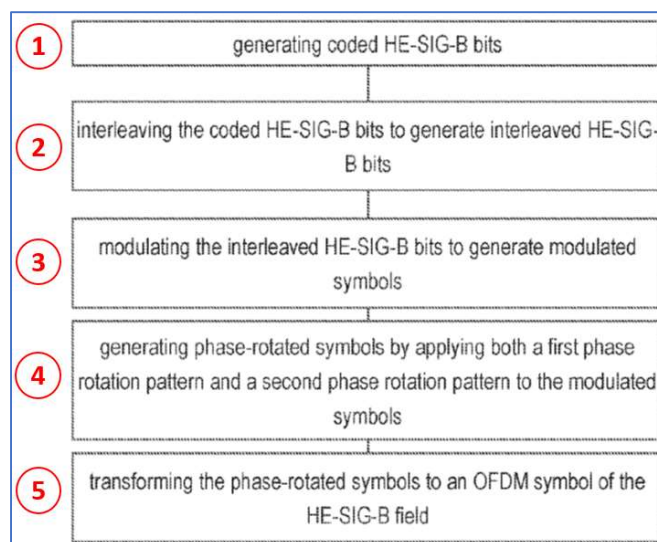 1
generating coded HE-SIG-B bits
2
interleaving the coded HE-SIG-B bits to generate interleaved HE-SIG-
B bits
3
modulating the interleaved HE-SIG-B bits to generate modulated
symbols
4
generating phase-rotated symbols by applying both a first phase
rotation pattern and a second phase rotation pattern to the modulated
symbols
5
transforming the phase-rotated symbols to an OFDM symbol of the
HE-SIG-B field